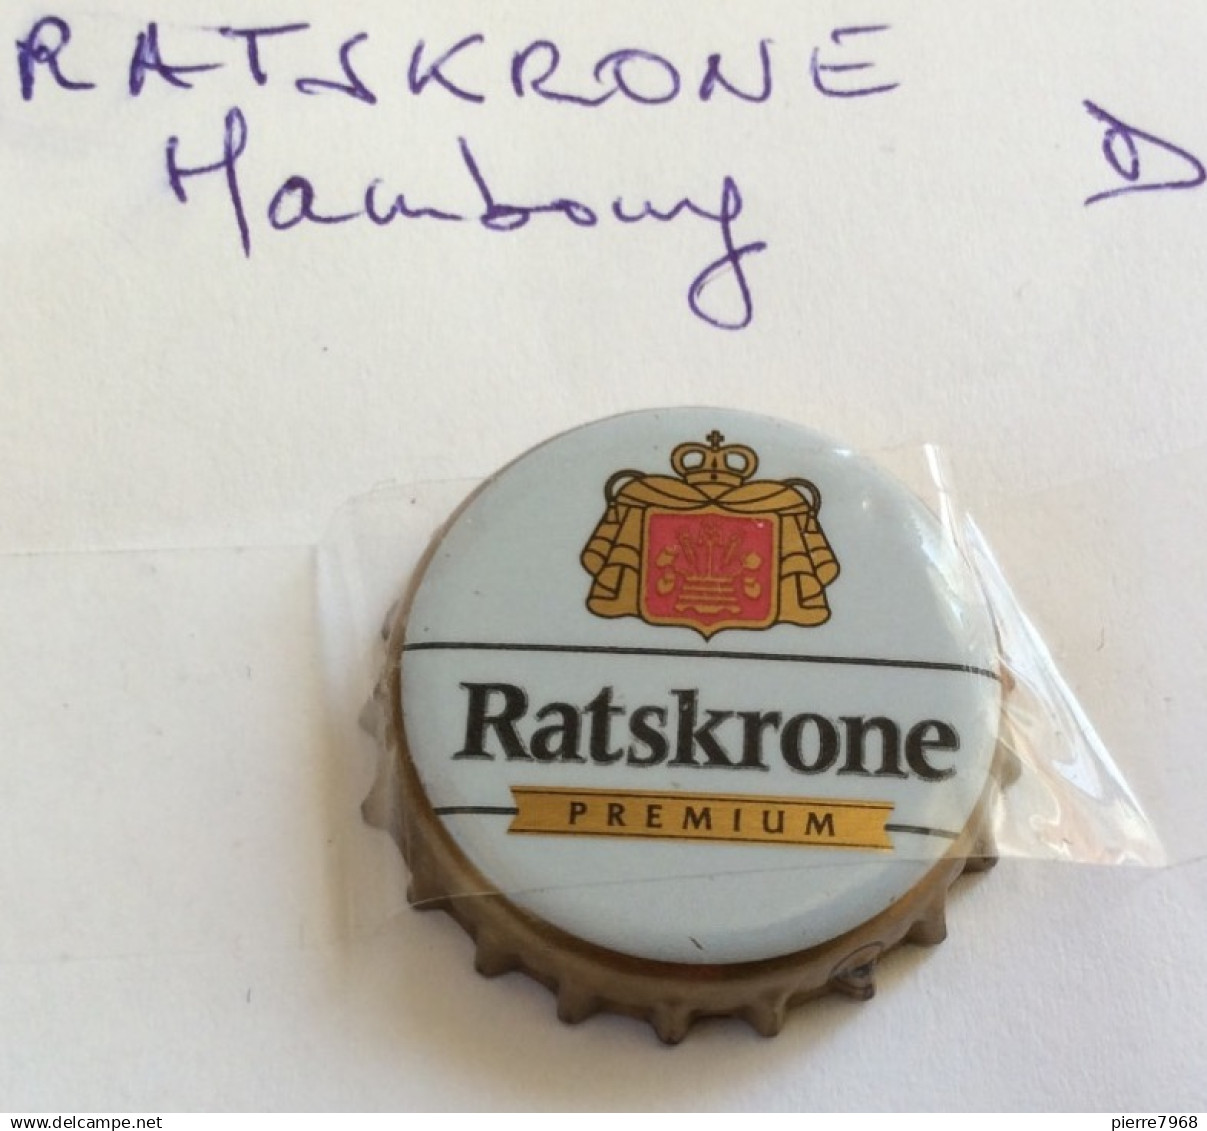 RATSKRONE
Hambourg D
Ratskrone
PREMIUM
www.delcampe.net pierre7968